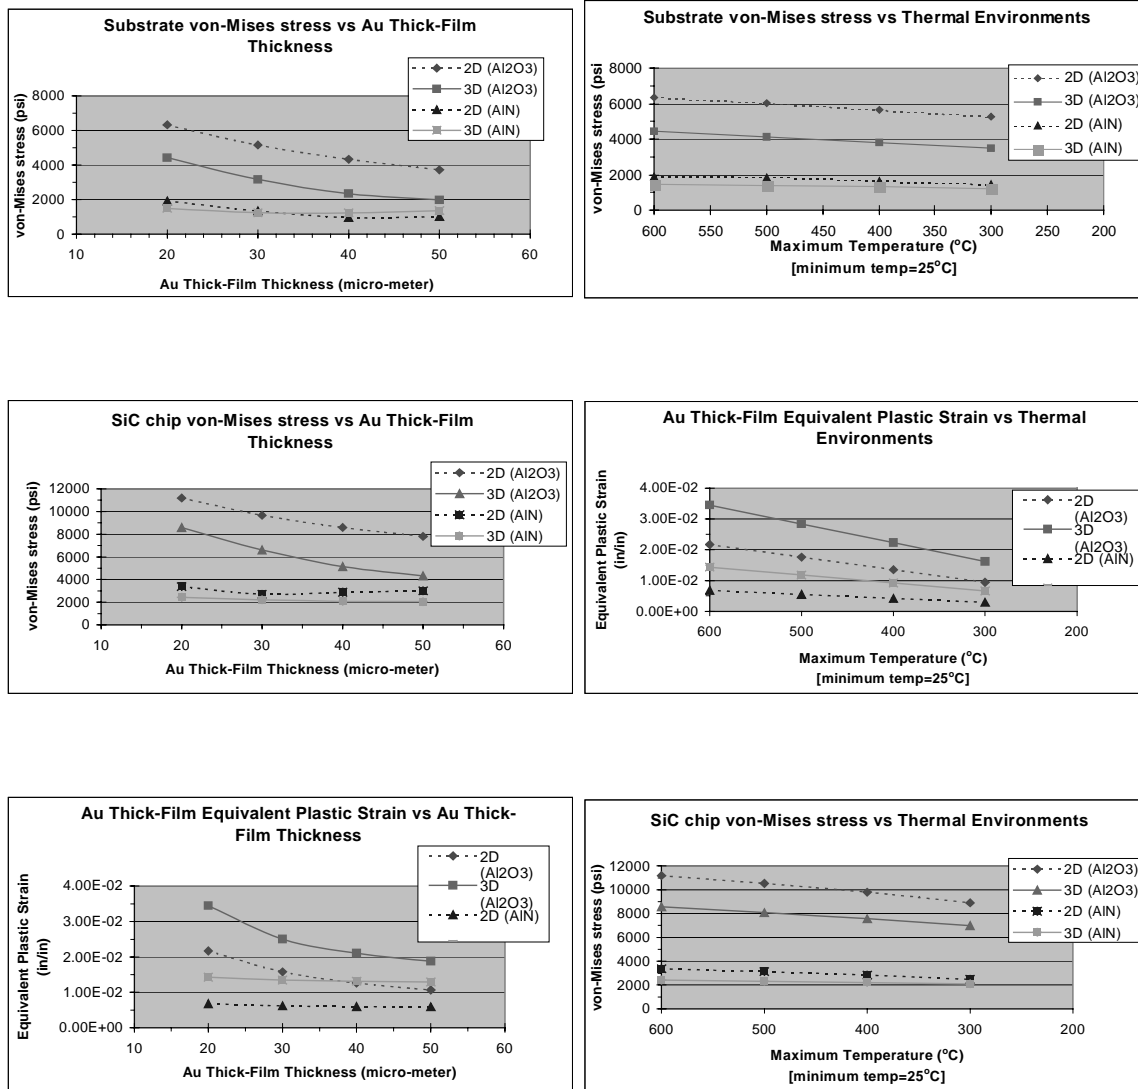 Substrate von-Mises stress vs Au Thick-Film
Thickness
2D (Al2O3)
3D (Al2O3)
2D (AlN)
3D (AlN)
von-Mises stress (psi)
8000
6000
4000
2000
0
10 20 30 40 50 60
Au Thick-Film Thickness (micro-meter)
Substrate von-Mises stress vs Thermal Environments
2D (Al2O3)
3D (Al2O3)
2D (AlN)
3D (AlN)
von-Mises stress (psi
8000
6000
4000
2000
0
600 550 500 450 400 350 300 250 200
Maximum Temperature (°C)
[minimum temp=25°C]
SiC chip von-Mises stress vs Au Thick-Film
Thickness
2D (Al2O3)
3D (Al2O3)
2D (AlN)
3D (AlN)
von-Mises stress (psi)
12000
10000
8000
6000
4000
2000
0
10 20 30 40 50 60
Au Thick-Film Thickness (micro-meter)
Au Thick-Film Equivalent Plastic Strain vs Thermal
Environments
2D
(Al2O3)
3D
(Al2O3)
2D (AlN)
Equivalent Plastic Strain
(in/in)
4.00E-02
3.00E-02
2.00E-02
1.00E-02
0.00E+00
600 500 400 300 200
Maximum Temperature (°C)
[minimum temp=25°C]
Au Thick-Film Equivalent Plastic Strain vs Au Thick-
Film Thickness
2D
(Al2O3)
3D
(Al2O3)
2D (AlN)
Equivalent Plastic Strain
(in/in)
4.00E-02
3.00E-02
2.00E-02
1.00E-02
0.00E+00
10 20 30 40 50 60
Au Thick-Film Thickness (micro-meter)
SiC chip von-Mises stress vs Thermal Environments
2D (Al2O3)
3D (Al2O3)
2D (AlN)
3D (AlN)
von-Mises stress (psi)
12000
10000
8000
6000
4000
2000
0
600 500 400 300 200
Maximum Temperature (°C)
[minimum temp=25°C]